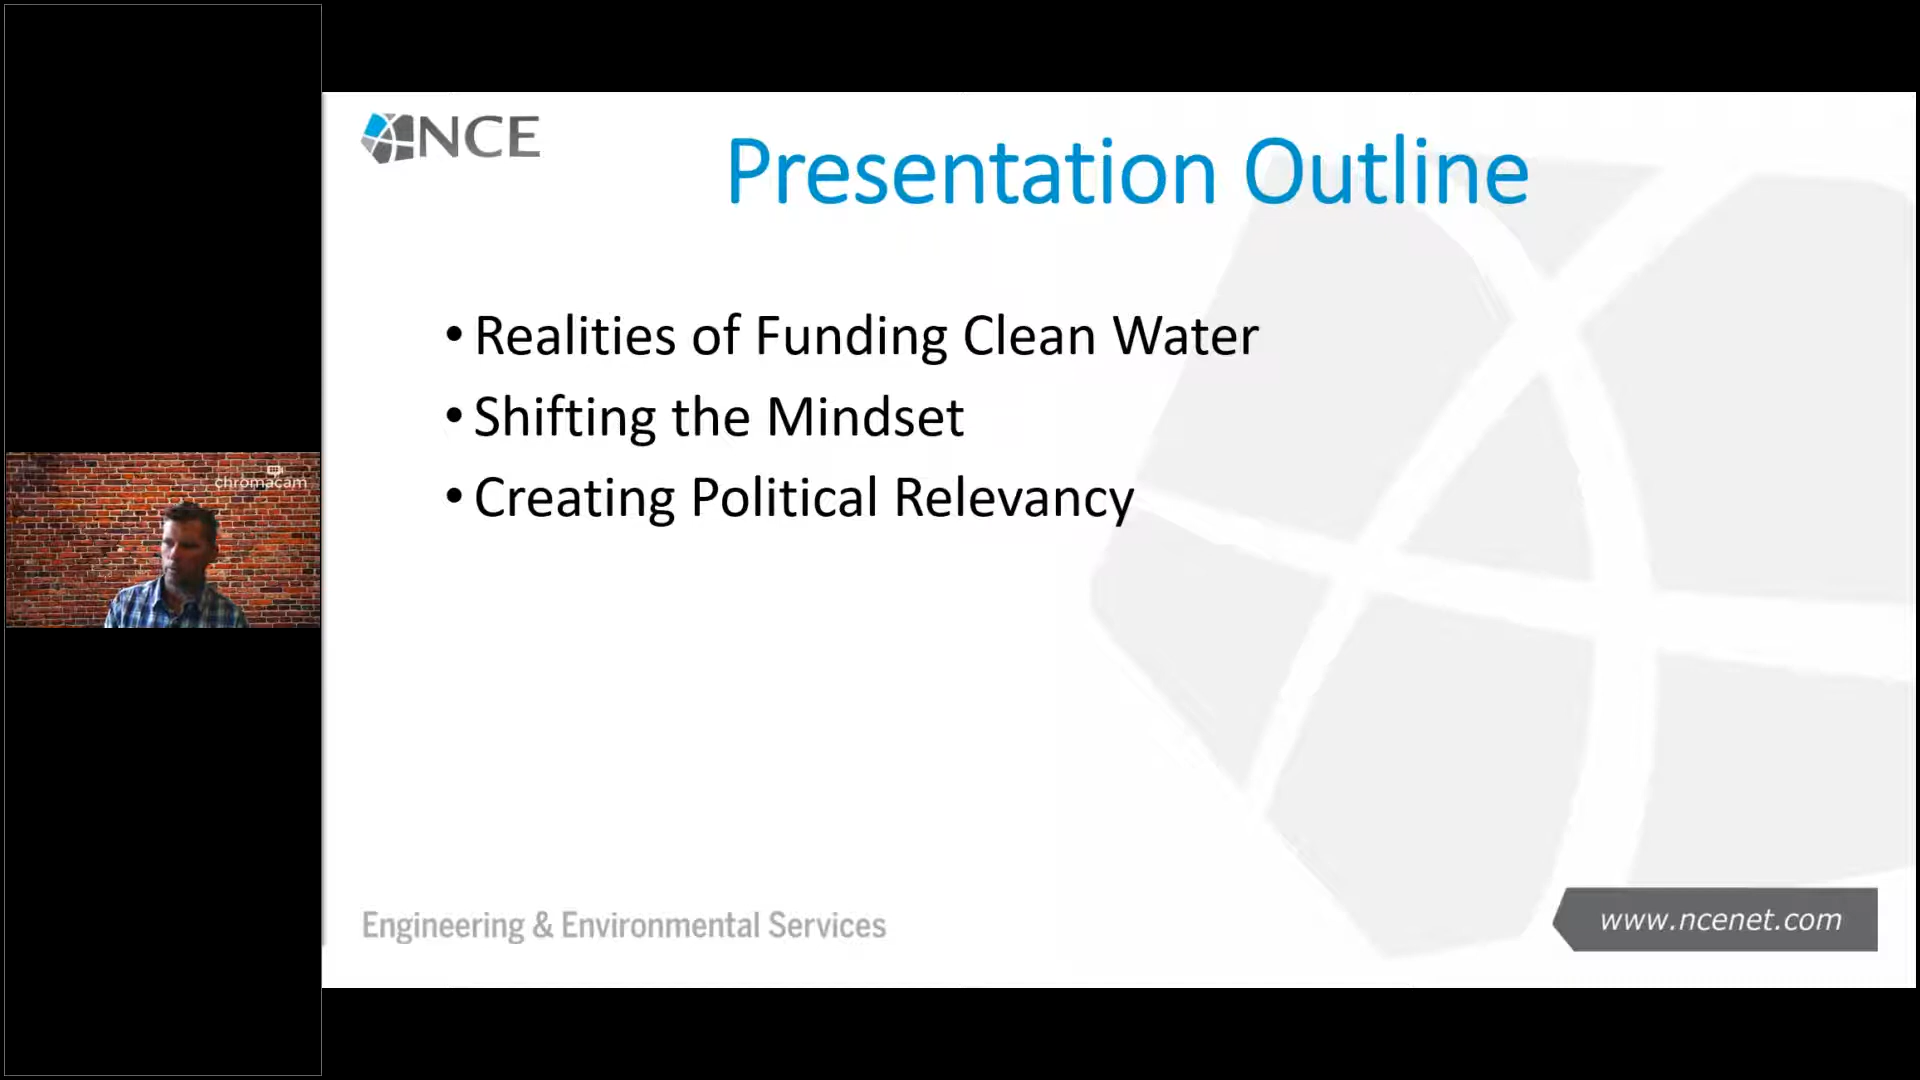 NCE
Presentation Outline
• Realities of Funding Clean Water
• Shifting the Mindset
• Creating Political Relevancy
chromacam
Engineering & Environmental Services
www.ncenet.com